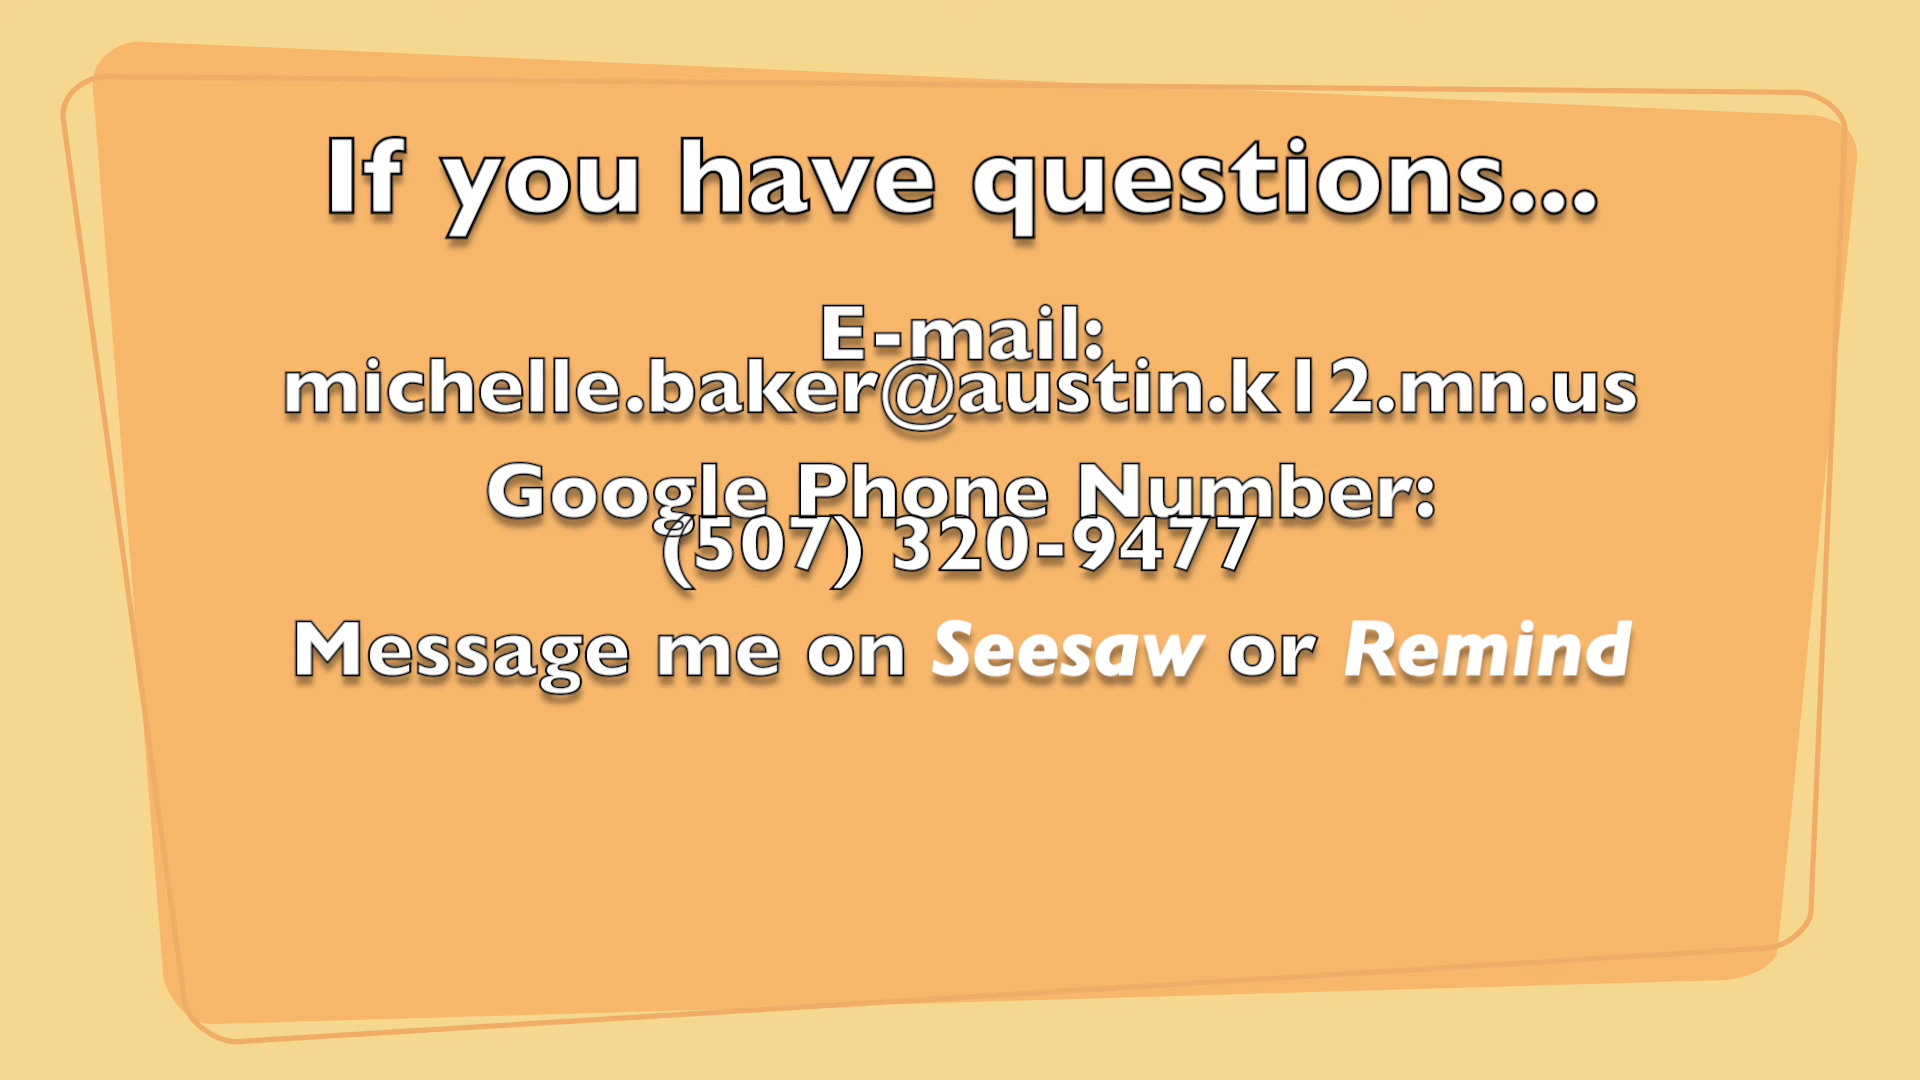 If you have questions...
E-mail:
michelle.baker@austin.k12.mn.us
Google Phone Number:
(507) 320-9477
Message me on Seesaw or Remind